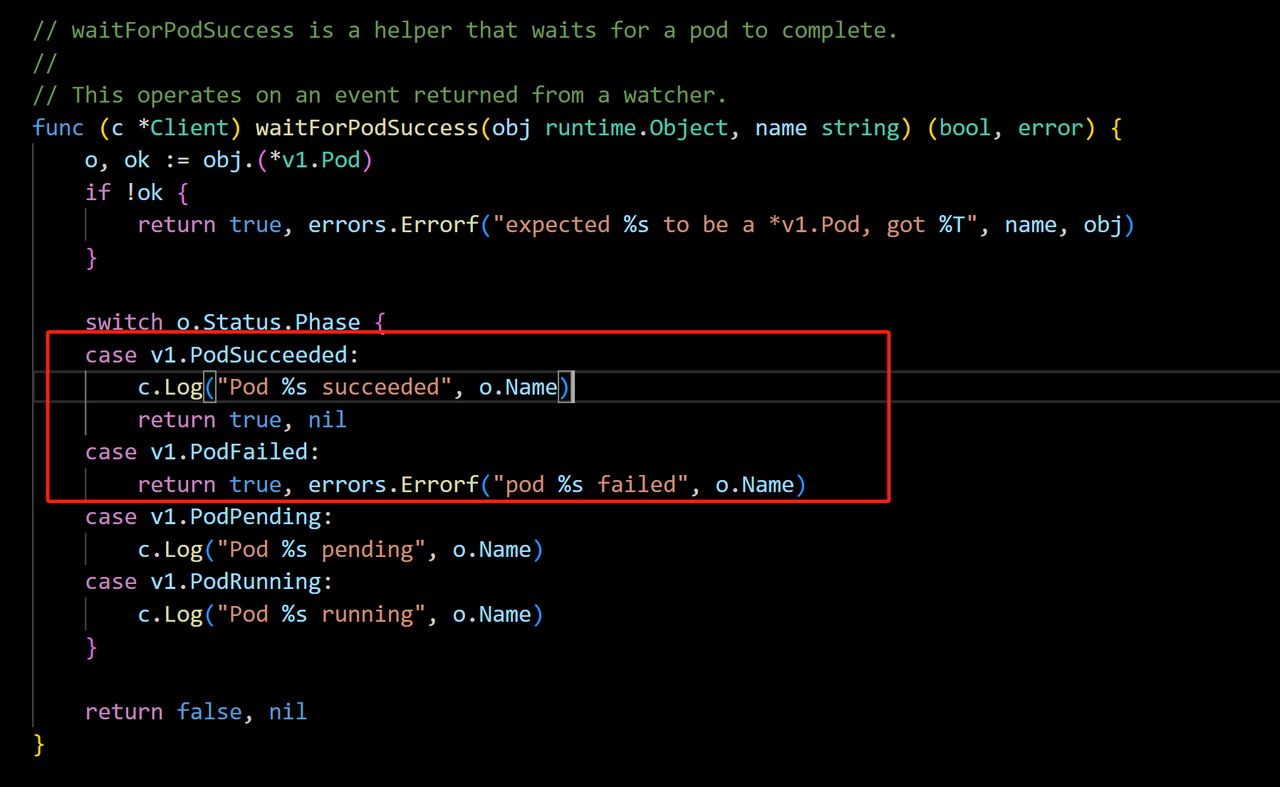 // waitForPodSuccess is a helper that waits for a pod to complete.
//
// This operates on an event returned from a watcher.
func (c *Client) waitForPodSuccess(obj runtime.Object, name string) (bool, error) {
    o, ok := obj.(*v1.Pod)
    if !ok {
        return true, errors.Errorf("expected %s to be a *v1.Pod, got %T", name, obj)
    }

    switch o.Status.Phase {
    case v1.PodSucceeded:
        c.Log("Pod %s succeeded", o.Name)
        return true, nil
    case v1.PodFailed:
        return true, errors.Errorf("pod %s failed", o.Name)
    case v1.PodPending:
        c.Log("Pod %s pending", o.Name)
    case v1.PodRunning:
        c.Log("Pod %s running", o.Name)
    }

    return false, nil
}